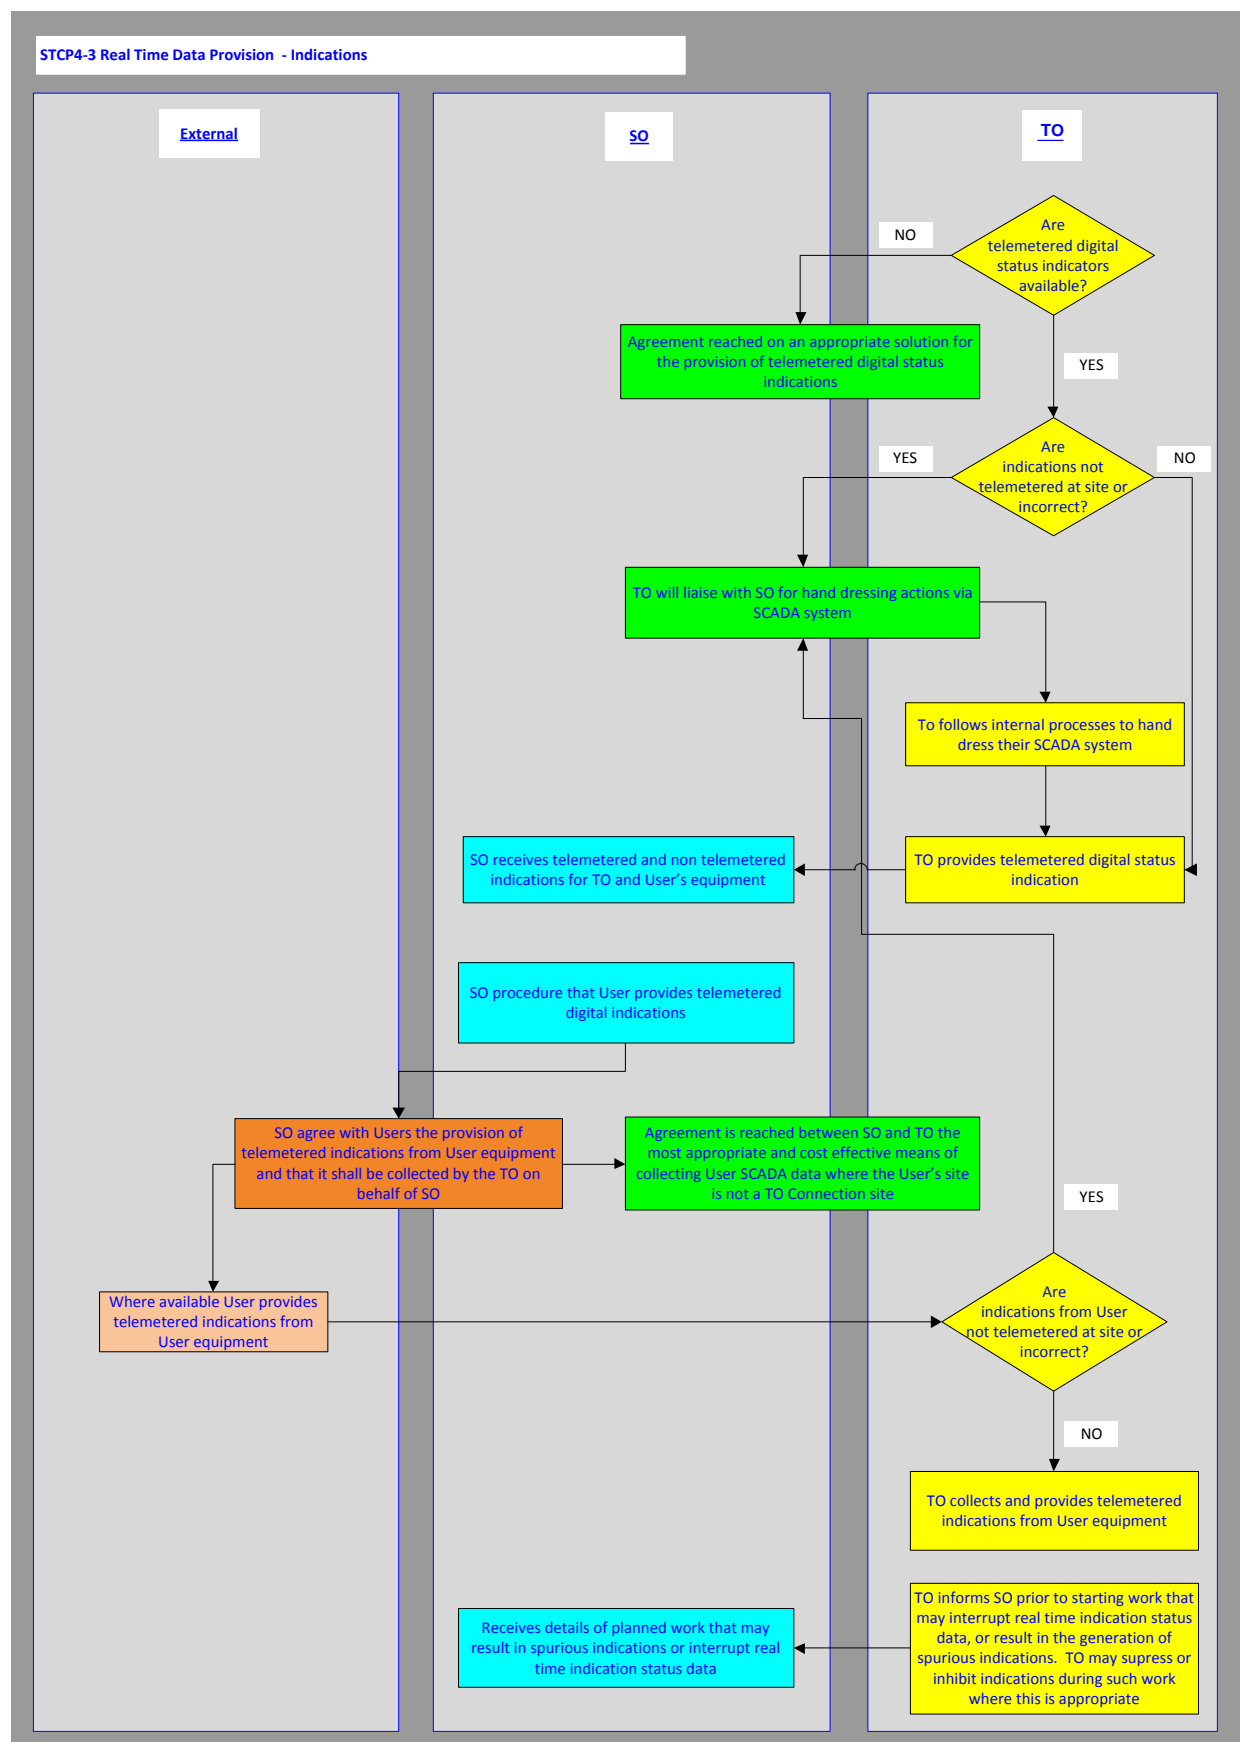 STCP4-3 Real Time Data Provision - Indications
External
SO
TO
Are
telemetered digital
status indicators
available?
NO
Agreement reached on an appropriate solution for
the provision of telemetered digital status
indications
YES
Are
indications not
telemetered at site or
incorrect?
YES
NO
TO will liaise with SO for hand dressing actions via
SCADA system
To follows internal processes to hand
dress their SCADA system
SO receives telemetered and non telemetered
indications for TO and User's equipment
TO provides telemetered digital status
indication
SO procedure that User provides telemetered
digital indications
SO agree with Users the provision of
telemetered indications from User equipment
and that it shall be collected by the TO on
behalf of SO
Agreement is reached between SO and TO the
most appropriate and cost effective means of
collecting User SCADA data where the User's site
is not a TO Connection site
YES
Where available User provides
telemetered indications from
User equipment
Are
indications from User
not telemetered at site or
incorrect?
NO
TO collects and provides telemetered
indications from User equipment
Receives details of planned work that may
result in spurious indications or interrupt real
time indication status data
TO informs SO prior to starting work that
may interrupt real time indication status
data, or result in the generation of
spurious indications. TO may supress or
inhibit indications during such work
where this is appropriate